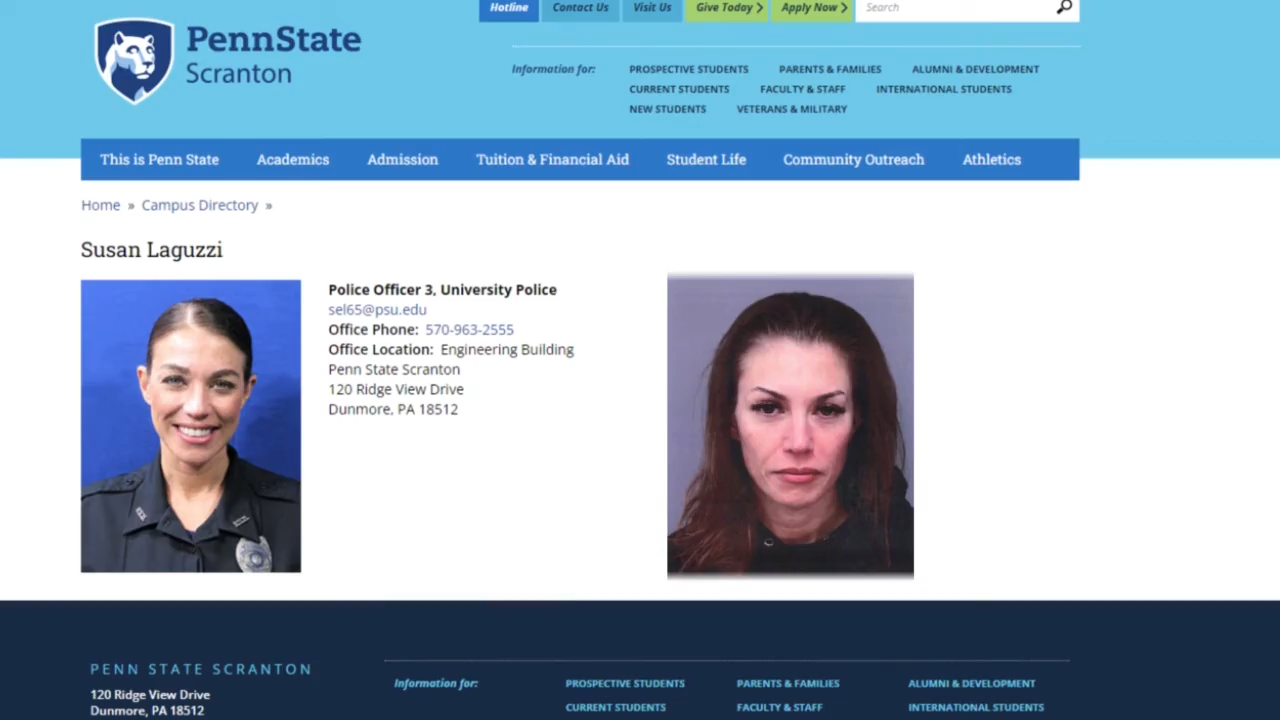 Hotline
Contact Us
Visit Us
Give Today
Apply Now
Search
PennState
Scranton
Information for:
PROSPECTIVE STUDENTS
PARENTS & FAMILIES
ALUMNI & DEVELOPMENT
CURRENT STUDENTS
FACULTY & STAFF
INTERNATIONAL STUDENTS
NEW STUDENTS
VETERANS & MILITARY
This is Penn State
Academics
Admission
Tuition & Financial Aid
Student Life
Community Outreach
Athletics
Home » Campus Directory »
Susan Laguzzi
Police Officer 3, University Police
sel65@psu.edu
Office Phone: 570-963-2555
Office Location: Engineering Building
Penn State Scranton
120 Ridge View Drive
Dunmore, PA 18512
PENN STATE SCRANTON
120 Ridge View Drive
Dunmore, PA 18512
Information for:
PROSPECTIVE STUDENTS
PARENTS & FAMILIES
ALUMNI & DEVELOPMENT
CURRENT STUDENTS
FACULTY & STAFF
INTERNATIONAL STUDENTS